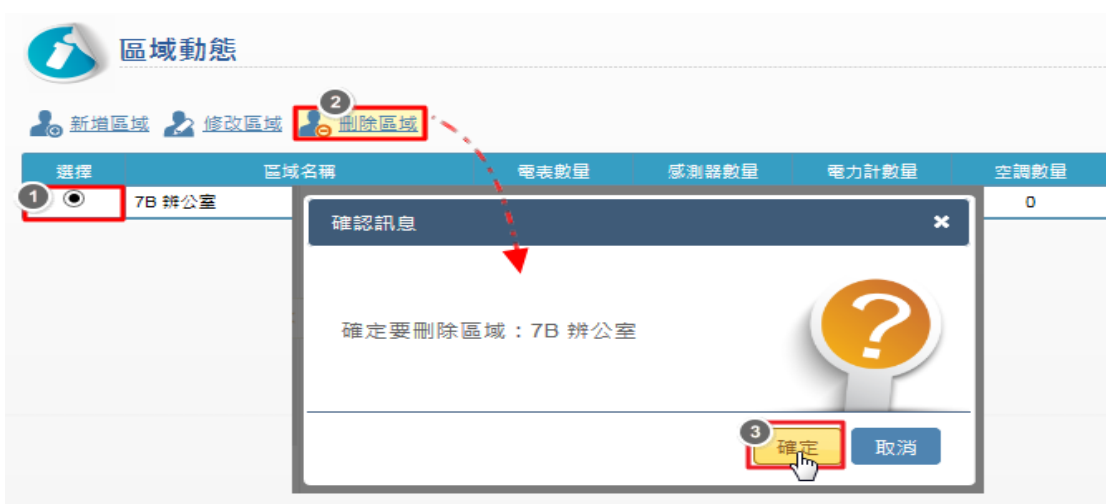 區域動態
新增區域 修改區域 2 刪除區域
選擇 區域名稱 電表數量 感測器數量 電力計數量 空調數量
1 7B 辦公室 0
確認訊息
確定要刪除區域：7B 辦公室
3 確定 取消